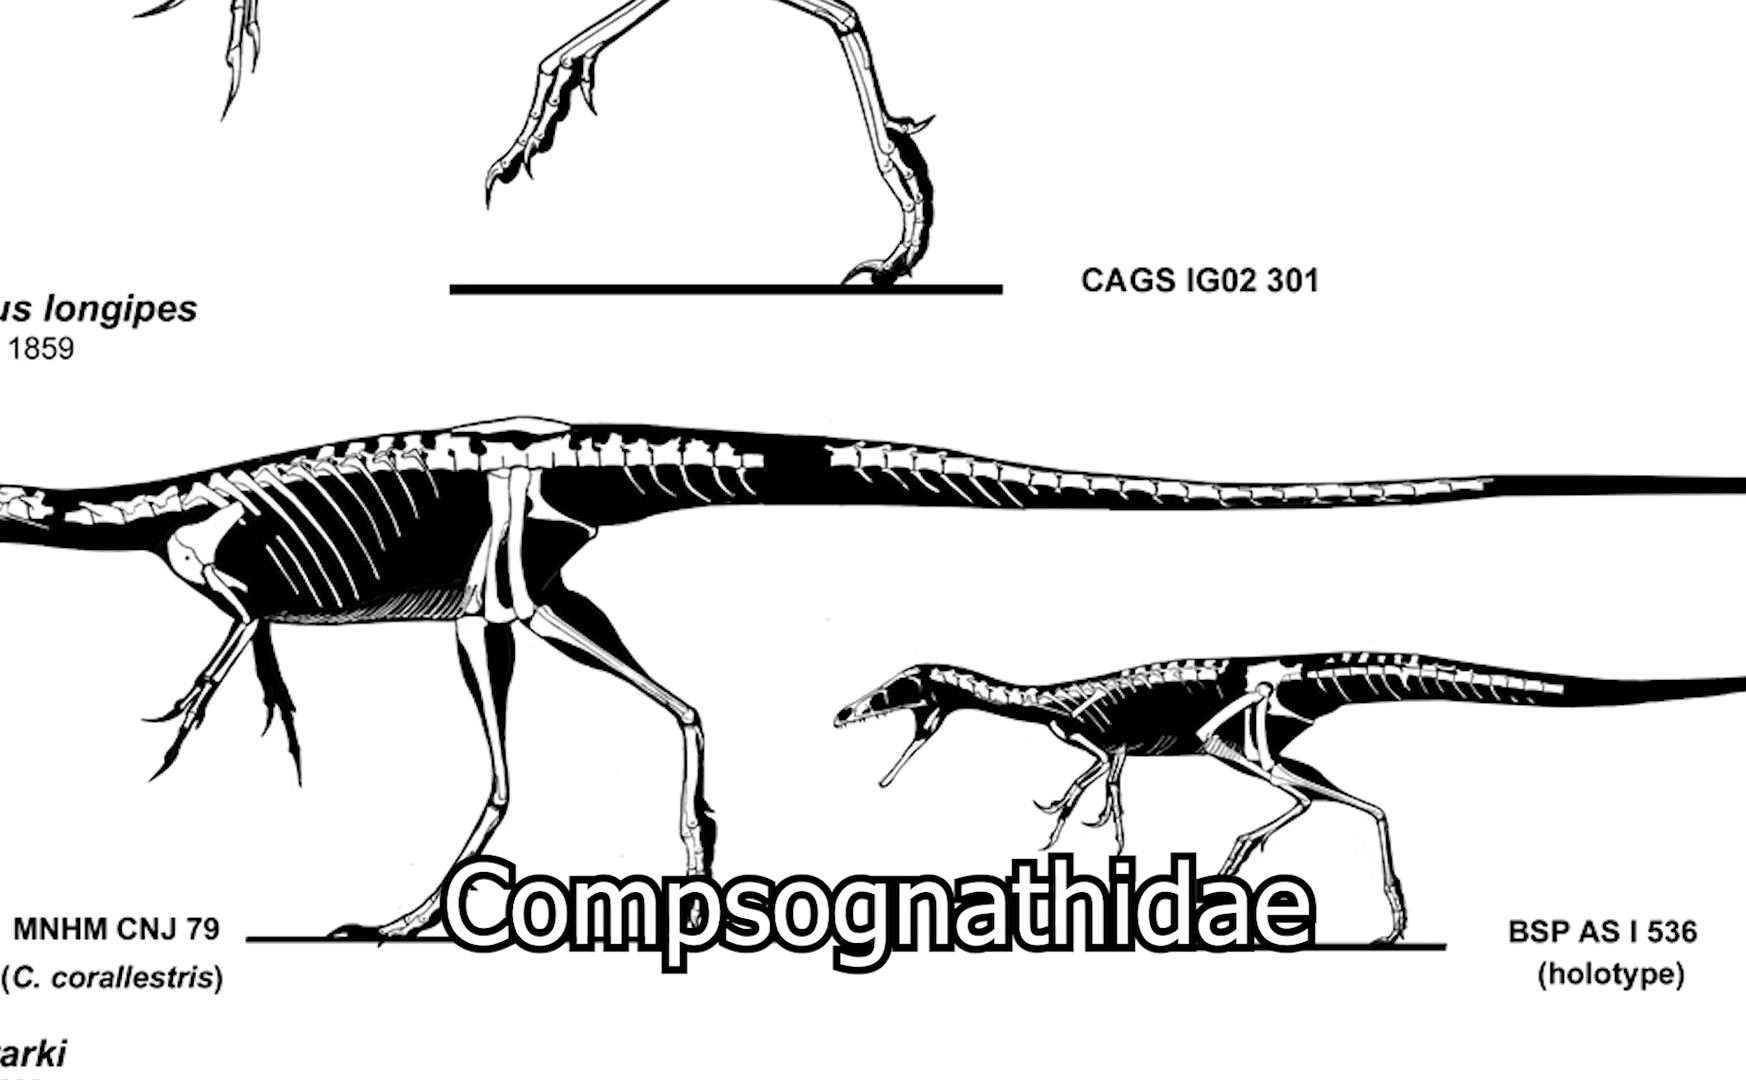 CAGS IG02 301
us longipes
1859
MNHM CNJ 79
(C. corallestris)
Compsognathidae
BSP AS I 536
(holotype)
arki